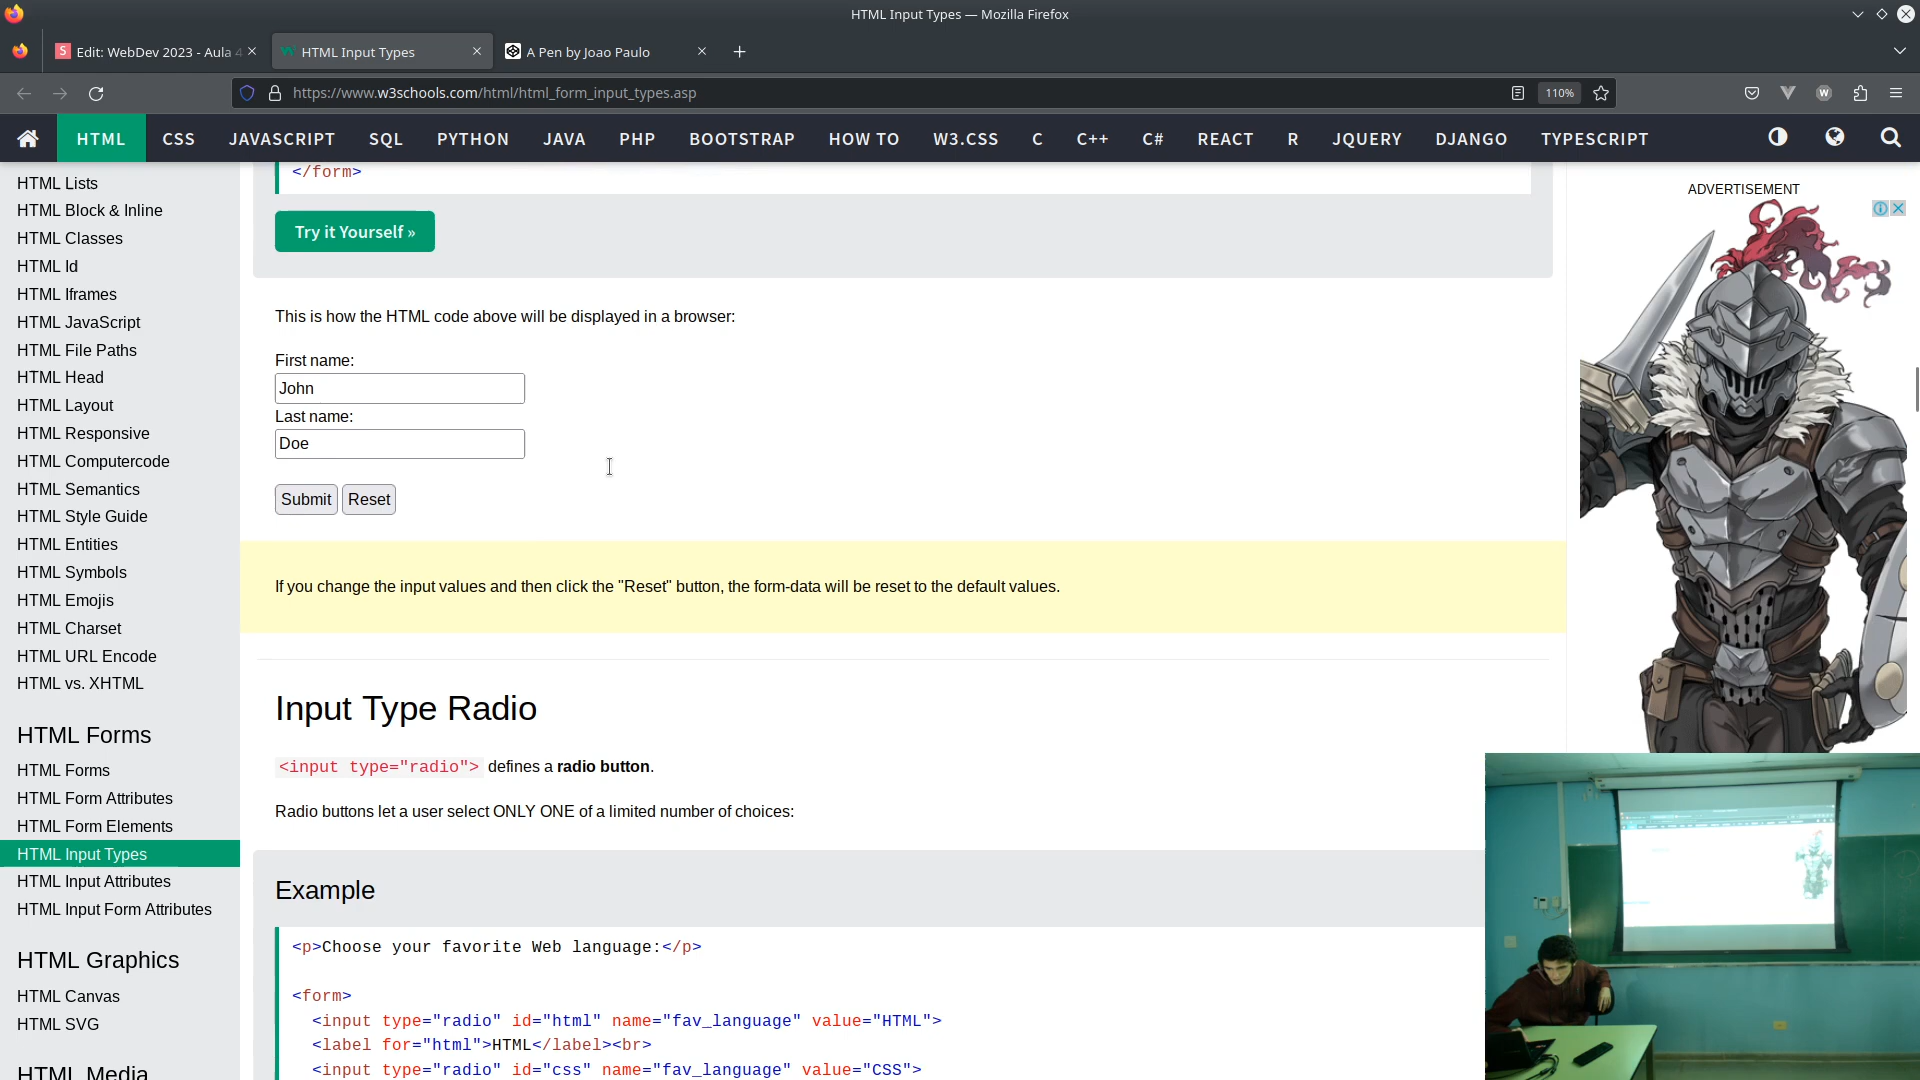 HTML Input Types — Mozilla Firefox
Edit: WebDev 2023 - Aula 4
HTML Input Types
A Pen by Joao Paulo
https://www.w3schools.com/html/html_form_input_types.asp
110%
HTML CSS JAVASCRIPT SQL PYTHON JAVA PHP BOOTSTRAP HOW TO W3.CSS C C++ C# REACT R JQUERY DJANGO TYPESCRIPT
HTML Lists
HTML Block & Inline
HTML Classes
HTML Id
HTML Iframes
HTML JavaScript
HTML File Paths
HTML Head
HTML Layout
HTML Responsive
HTML Computercode
HTML Semantics
HTML Style Guide
HTML Entities
HTML Symbols
HTML Emojis
HTML Charset
HTML URL Encode
HTML vs. XHTML
HTML Forms
HTML Forms
HTML Form Attributes
HTML Form Elements
HTML Input Types
HTML Input Attributes
HTML Input Form Attributes
HTML Graphics
HTML Canvas
HTML SVG
HTML Media
</form>
Try it Yourself »
This is how the HTML code above will be displayed in a browser:
First name:
John
Last name:
Doe
Submit Reset
If you change the input values and then click the "Reset" button, the form-data will be reset to the default values.
Input Type Radio
<input type="radio"> defines a radio button.
Radio buttons let a user select ONLY ONE of a limited number of choices:
Example
<p>Choose your favorite Web language:</p>
<form>
<input type="radio" id="html" name="fav_language" value="HTML">
<label for="html">HTML</label><br>
<input type="radio" id="css" name="fav_language" value="CSS">
ADVERTISEMENT